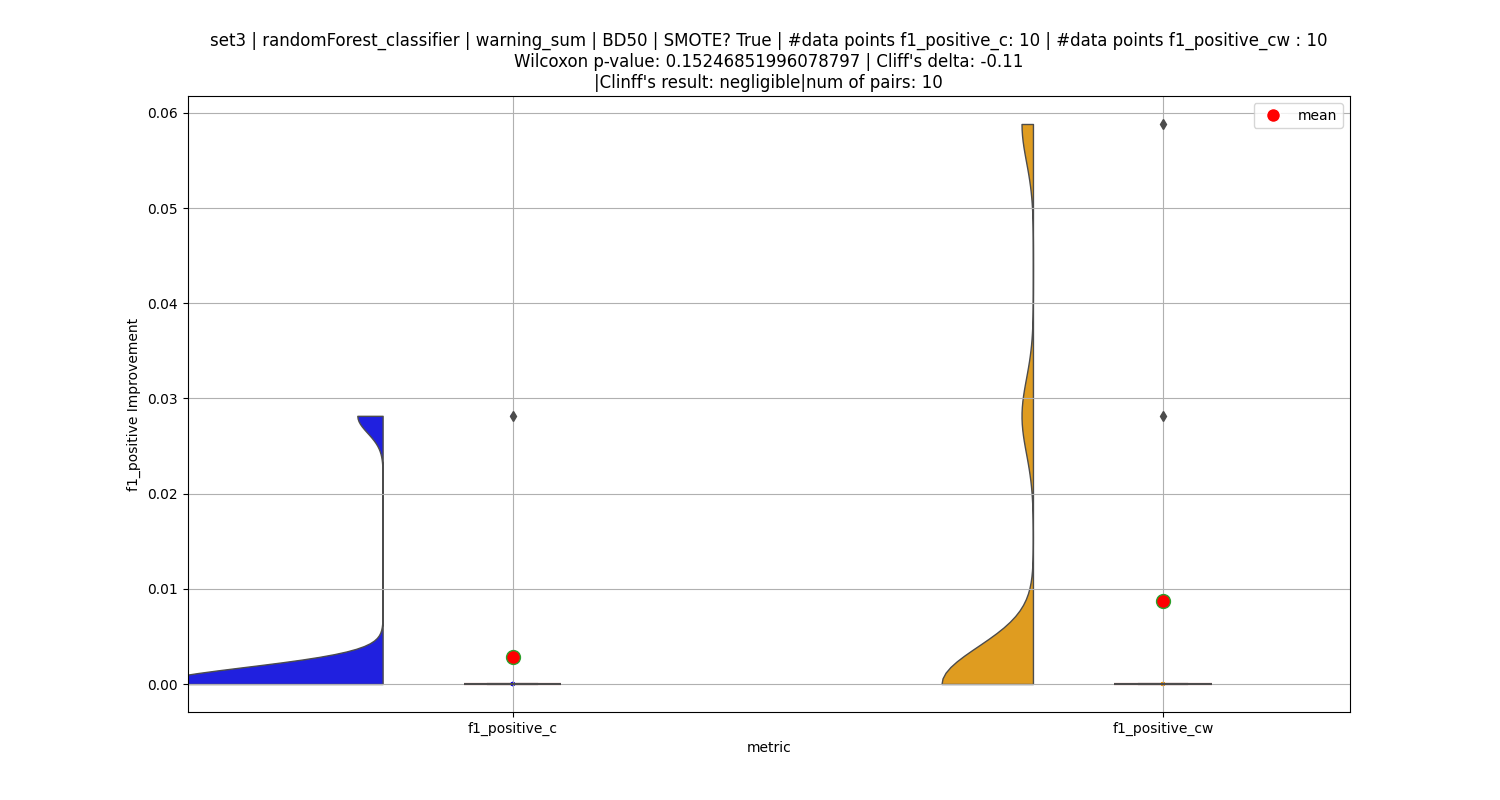 set3 | randomForest_classifier | warning_sum | BD50 | SMOTE? True | #data points f1_positive_c: 10 | #data points f1_positive_cw : 10
Wilcoxon p-value: 0.15246851996078797 | Cliff's delta: -0.11
|Clinff's result: negligible|num of pairs: 10
mean
0.06
0.05
0.04
0.03
0.02
0.01
0.00
f1_positive Improvement
f1_positive_c
f1_positive_cw
metric